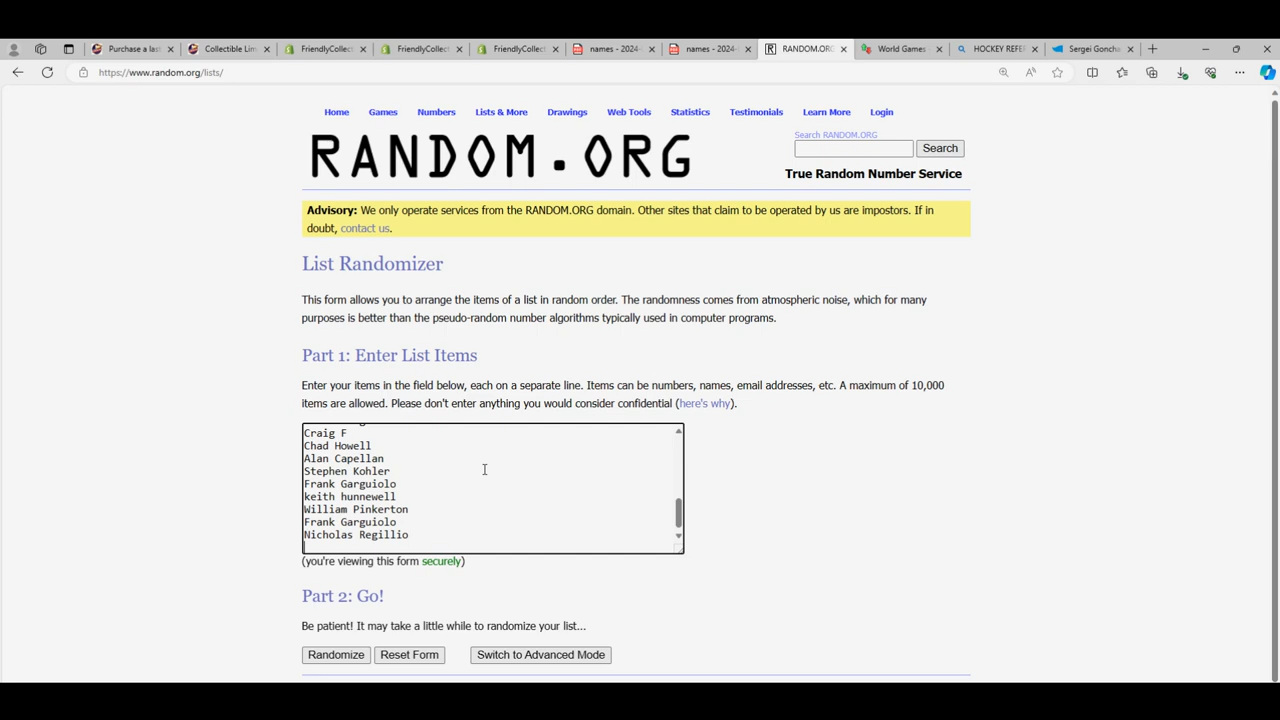 Purchase a las
Collectible Lim
FriendlyCollect
FriendlyCollect
FriendlyCollect
names - 2024-
names - 2024-
RANDOM.ORG
World Games
HOCKEY REFE
Sergei Goncha
https://www.random.org/lists/
Home Games Numbers Lists & More Drawings Web Tools Statistics Testimonials Learn More Login
RANDOM.ORG
Search RANDOM.ORG
Search
True Random Number Service
Advisory: We only operate services from the RANDOM.ORG domain. Other sites that claim to be operated by us are impostors. If in
doubt, contact us.
List Randomizer
This form allows you to arrange the items of a list in random order. The randomness comes from atmospheric noise, which for many
purposes is better than the pseudo-random number algorithms typically used in computer programs.
Part 1: Enter List Items
Enter your items in the field below, each on a separate line. Items can be numbers, names, email addresses, etc. A maximum of 10,000
items are allowed. Please don't enter anything you would consider confidential (here's why).
Craig F
Chad Howell
Alan Capellan
Stephen Kohler
Frank Garguiolo
keith hunnewell
William Pinkerton
Frank Garguiolo
Nicholas Regillio
(you're viewing this form securely)
Part 2: Go!
Be patient! It may take a little while to randomize your list...
Randomize Reset Form Switch to Advanced Mode